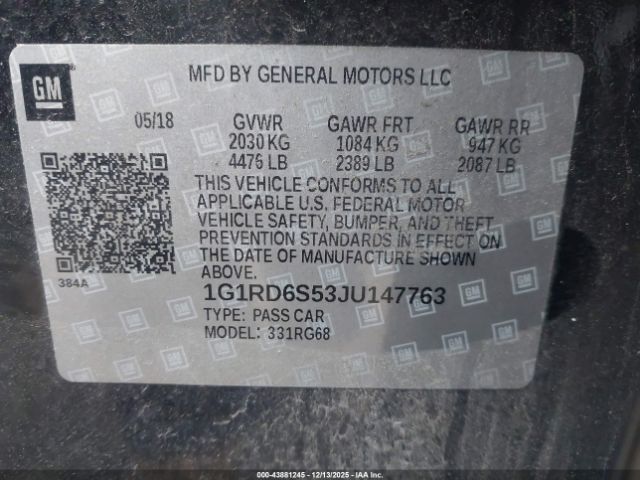 GM
MFD BY GENERAL MOTORS LLC
05/18 GVWR GAWR FRT GAWR RR
2030 KG 1084 KG 947 KG
4476 LB 2389 LB 2087 LB
THIS VEHICLE CONFORMS TO ALL
APPLICABLE U.S. FEDERAL MOTOR
VEHICLE SAFETY, BUMPER, AND THEFT
PREVENTION STANDARDS IN EFFECT ON
THE DATE OF MANUFACTURE SHOWN
ABOVE.
384A
1G1RD6S53JU147763
TYPE: PASS CAR
MODEL: 331RG68
000-43881245 - 12/13/2025 - IAA, Inc.